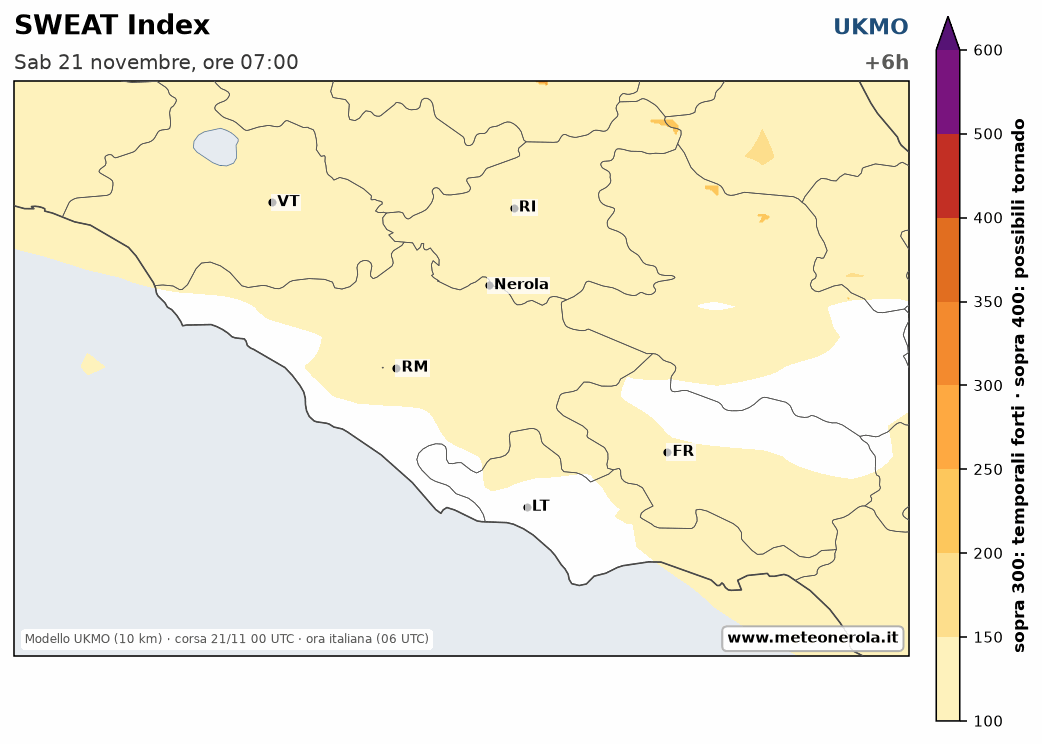 SWEAT Index
UKMO
Sab 21 novembre, ore 07:00
+6h
VT
RI
Nerola
RM
FR
LT
Modello UKMO (10 km) · corsa 21/11 00 UTC · ora italiana (06 UTC)
www.meteonerola.it
600
500
400
350
300
250
200
150
100
sopra 300: temporali forti · sopra 400: possibili tornado